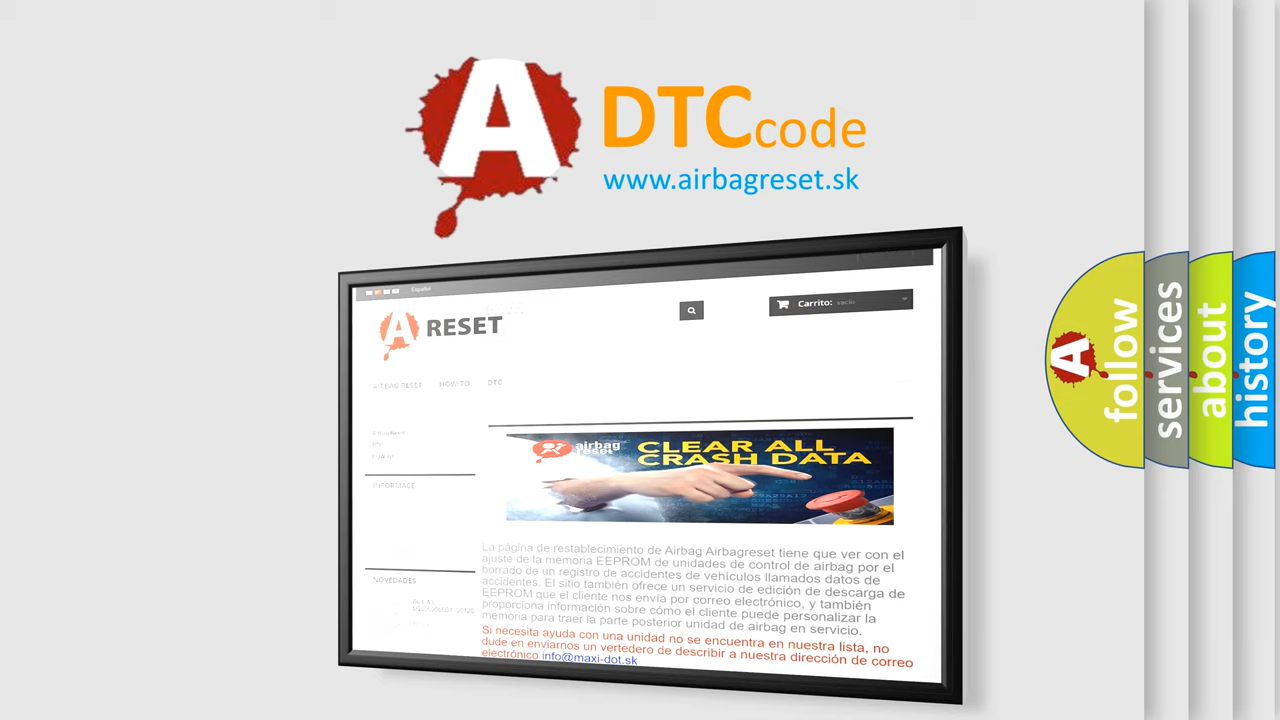 A DTCcode
www.airbagreset.sk
Español
A RESET
Carrito: vacío
AIRBAG RESET HOW TO DTC
INFORMACE
NOVEDADES
airbag
reset
CLEAR ALL
CRASH DATA
La página de restablecimiento de Airbag Airbagreset tiene que ver con el
ajuste de la memoria EEPROM de unidades de control de airbag por el
borrado de un registro de accidentes de vehículos llamados datos de
accidentes. El sitio también ofrece un servicio de edición de descarga de
EEPROM que el cliente nos envía por correo electrónico, y también
proporciona información sobre cómo el cliente puede personalizar la
memoria para traer la parte posterior unidad de airbag en servicio.
Si necesita ayuda con una unidad no se encuentra en nuestra lista, no
dude en enviarnos un vertedero de describir a nuestra dirección de correo
electrónico info@maxi-dot.sk
A
follow
services
about
history